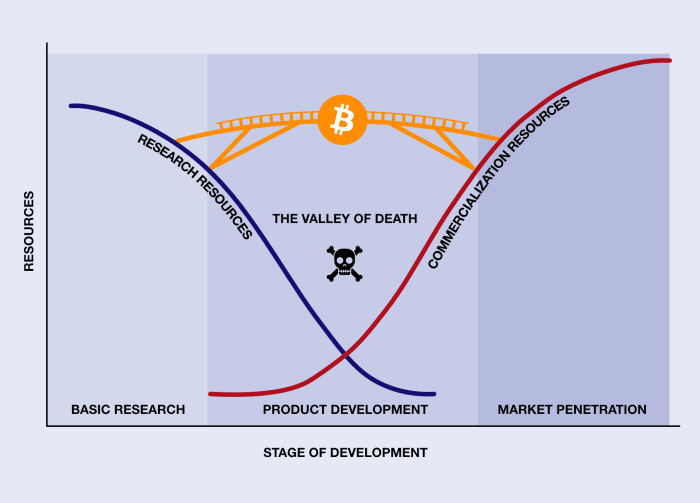 RESEARCH RESOURCES
COMMERCIALIZATION RESOURCES
THE VALLEY OF DEATH
RESOURCES
BASIC RESEARCH
PRODUCT DEVELOPMENT
MARKET PENETRATION
STAGE OF DEVELOPMENT